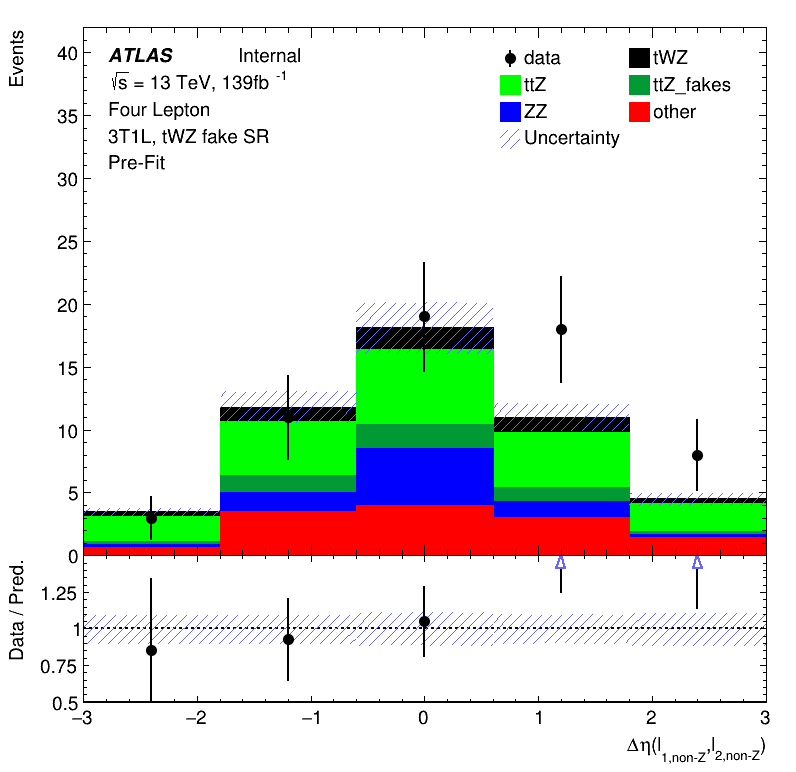 Events
40
35
30
25
20
15
10
5
0
ATLAS Internal
√s = 13 TeV, 139fb⁻¹
Four Lepton
3T1L, tWZ fake SR
Pre-Fit
data
tWZ
ttZ
ttZ_fakes
ZZ
other
Uncertainty
Data / Pred.
1.25
1
0.75
0.5
−3 −2 −1 0 1 2 3
Δη(l1,non-Z,l2,non-Z)